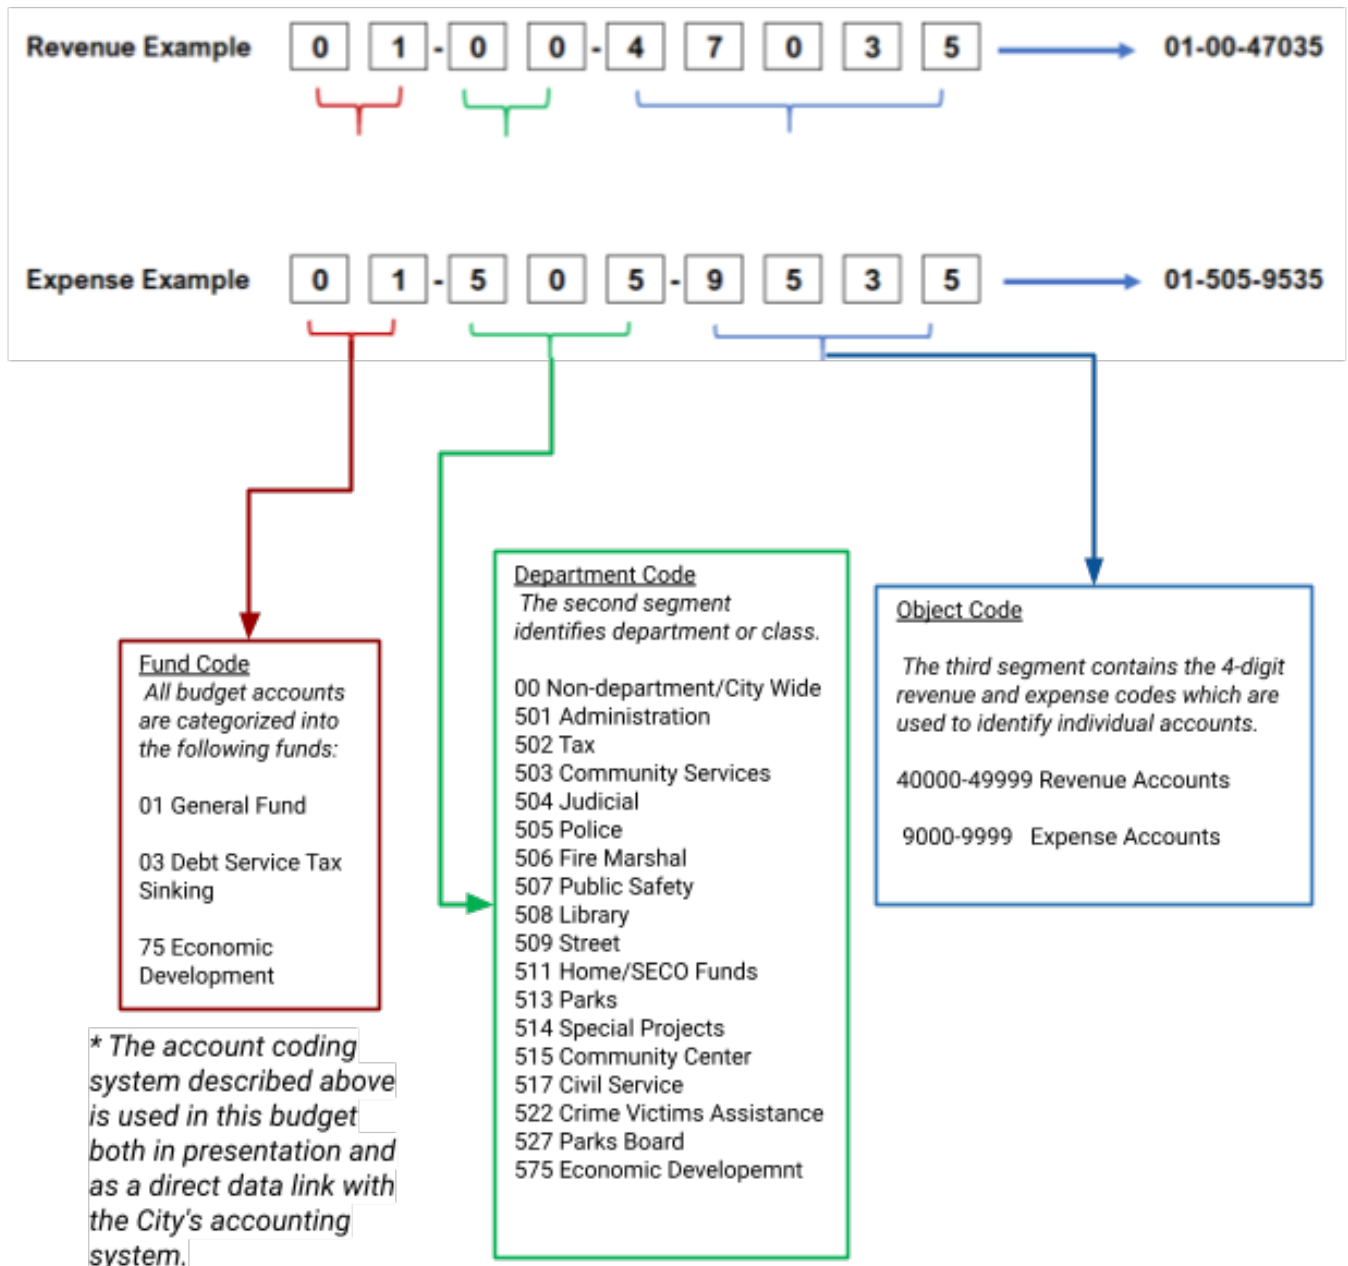 Revenue Example 0 1 - 0 0 - 4 7 0 3 5 01-00-47035
Expense Example 0 1 - 5 0 5 - 9 5 3 5 01-505-9535
Fund Code
All budget accounts
are categorized into
the following funds:
01 General Fund
03 Debt Service Tax
Sinking
75 Economic
Development
* The account coding
system described above
is used in this budget
both in presentation and
as a direct data link with
the City's accounting
system.
Department Code
The second segment
identifies department or class.
00 Non-department/City Wide
501 Administration
502 Tax
503 Community Services
504 Judicial
505 Police
506 Fire Marshal
507 Public Safety
508 Library
509 Street
511 Home/SECO Funds
513 Parks
514 Special Projects
515 Community Center
517 Civil Service
522 Crime Victims Assistance
527 Parks Board
575 Economic Developemnt
Object Code
The third segment contains the 4-digit
revenue and expense codes which are
used to identify individual accounts.
40000-49999 Revenue Accounts
9000-9999 Expense Accounts